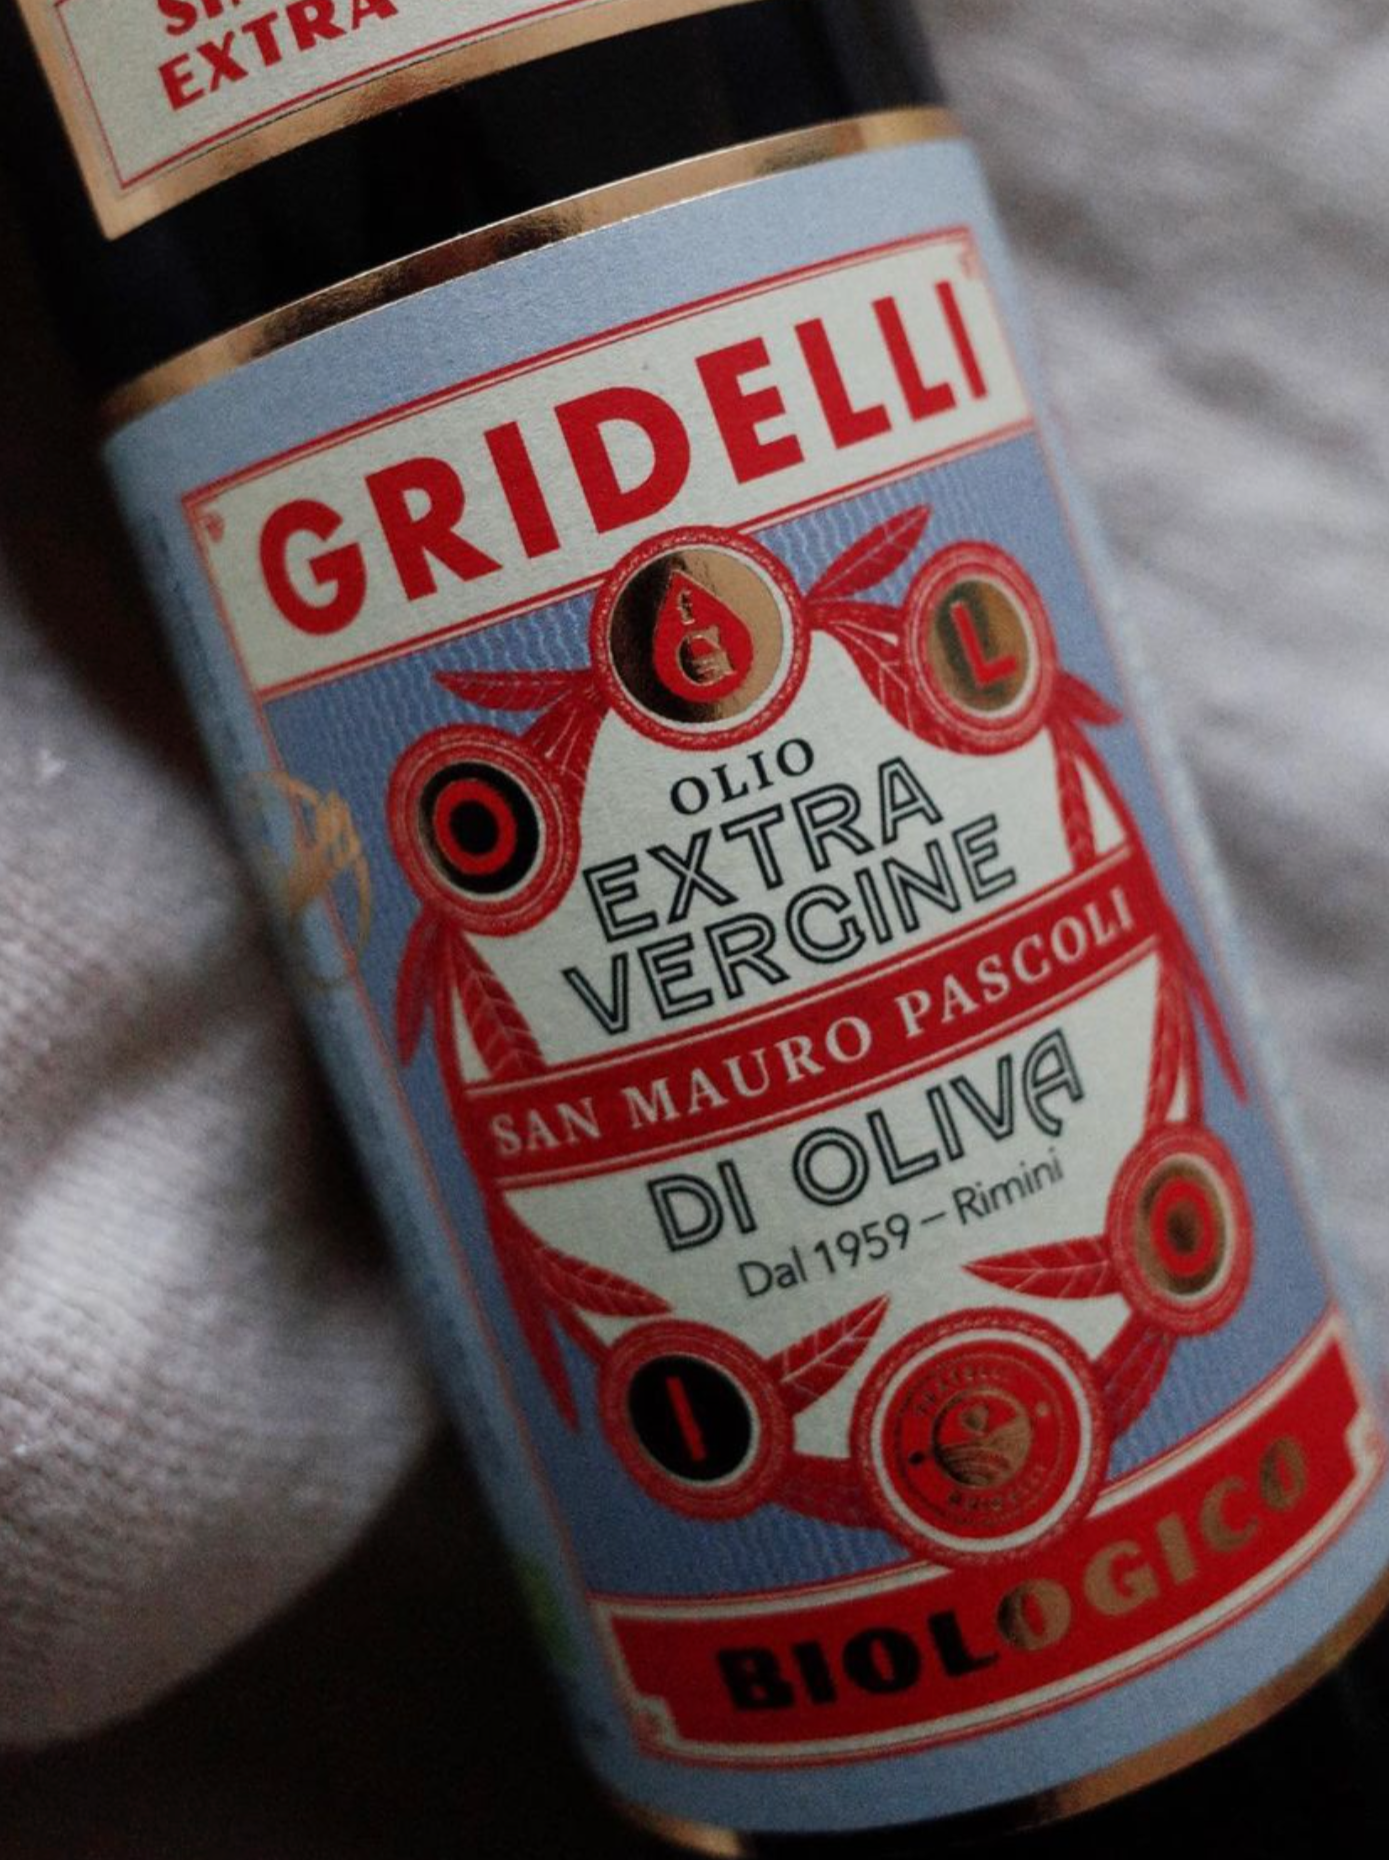 EXTRA
GRIDELLI
O
L
OLIO
EXTRA
VERGINE
SAN MAURO PASCOLI
DI OLIVA
Dal 1959 – Rimini
I
O
BIOLOGICO